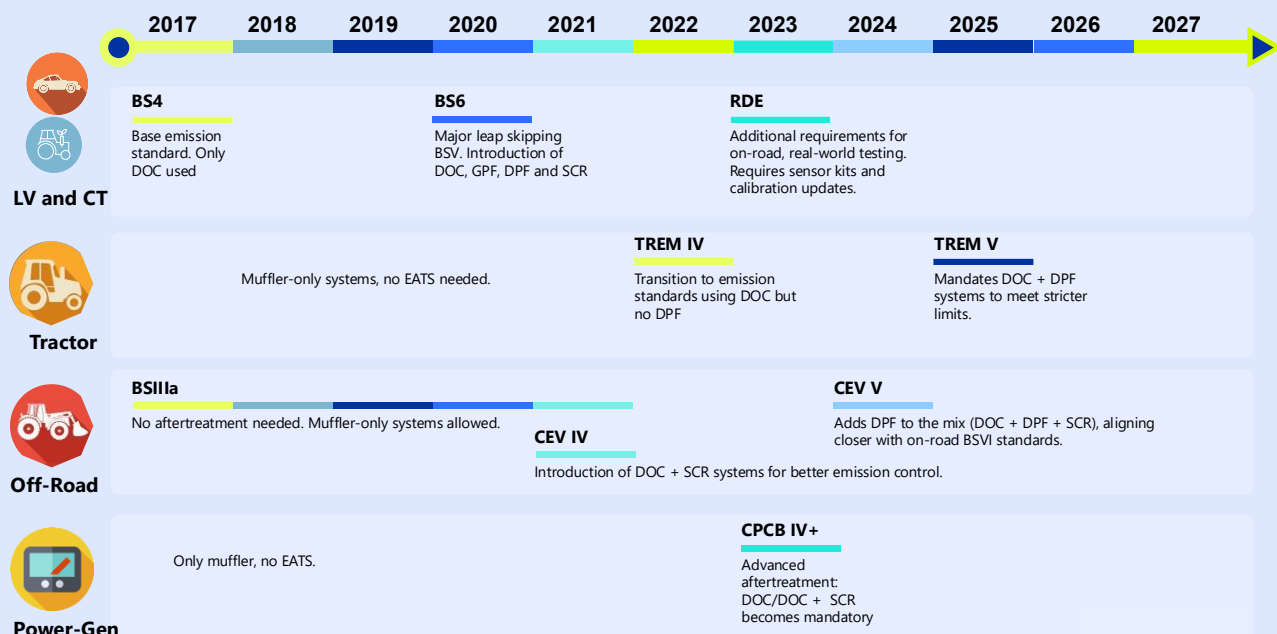 2017 2018 2019 2020 2021 2022 2023 2024 2025 2026 2027
LV and CT
BS4
Base emission
standard. Only
DOC used
BS6
Major leap skipping
BSV. Introduction of
DOC, GPF, DPF and SCR
RDE
Additional requirements for
on-road, real-world testing.
Requires sensor kits and
calibration updates.
Tractor
Muffler-only systems, no EATS needed.
TREM IV
Transition to emission
standards using DOC but
no DPF
TREM V
Mandates DOC + DPF
systems to meet stricter
limits.
Off-Road
BSIIIa
No aftertreatment needed. Muffler-only systems allowed.
CEV IV
Introduction of DOC + SCR systems for better emission control.
CEV V
Adds DPF to the mix (DOC + DPF + SCR), aligning
closer with on-road BSVI standards.
Power-Gen
Only muffler, no EATS.
CPCB IV+
Advanced
aftertreatment:
DOC/DOC + SCR
becomes mandatory